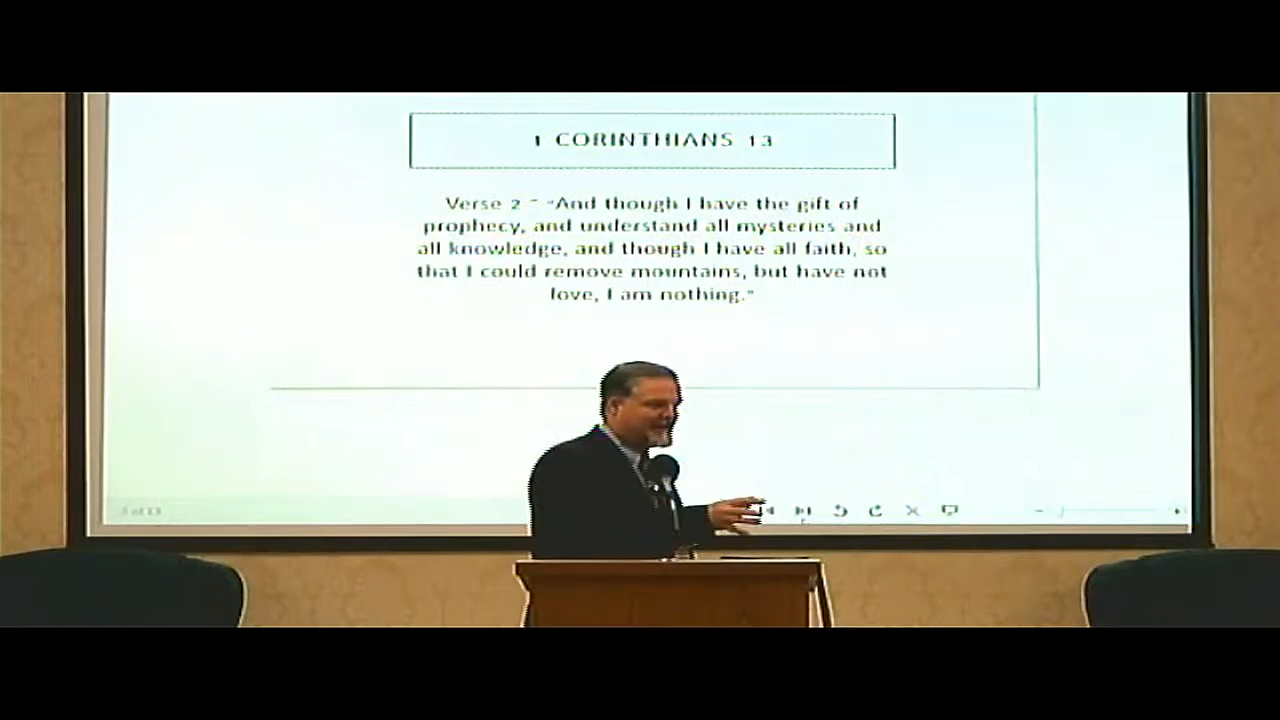 1 CORINTHIANS 13
Verse 2 – "And though I have the gift of
prophecy, and understand all mysteries and
all knowledge, and though I have all faith, so
that I could remove mountains, but have not
love, I am nothing."